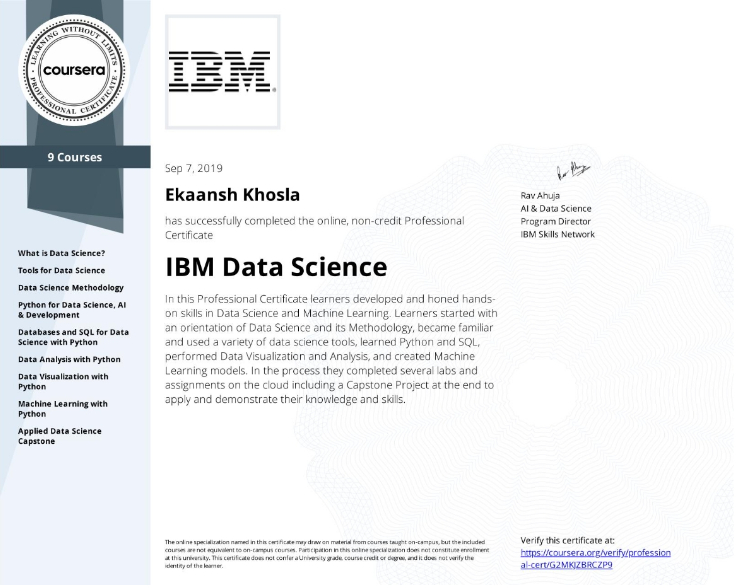 LEARNING WITHOUT LIMITS
coursera
PROFESSIONAL CERTIFICATE
9 Courses
What is Data Science?
Tools for Data Science
Data Science Methodology
Python for Data Science, AI
& Development
Databases and SQL for Data
Science with Python
Data Analysis with Python
Data Visualization with
Python
Machine Learning with
Python
Applied Data Science
Capstone
IBM®
Sep 7, 2019
Ekaansh Khosla
has successfully completed the online, non-credit Professional
Certificate
IBM Data Science
In this Professional Certificate learners developed and honed hands-
on skills in Data Science and Machine Learning. Learners started with
an orientation of Data Science and its Methodology, became familiar
and used a variety of data science tools, learned Python and SQL,
performed Data Visualization and Analysis, and created Machine
Learning models. In the process they completed several labs and
assignments on the cloud including a Capstone Project at the end to
apply and demonstrate their knowledge and skills.
Rav Ahuja
AI & Data Science
Program Director
IBM Skills Network
The online specialization named in this certificate may draw on material from courses taught on-campus, but the included
courses are not equivalent to on-campus courses. Participation in this online specialization does not constitute enrollment
at this university. This certificate does not confer a University grade, course credit or degree, and it does not verify the
identity of the learner.
Verify this certificate at:
https://coursera.org/verify/profession
al-cert/G2MKJZBRCZP9